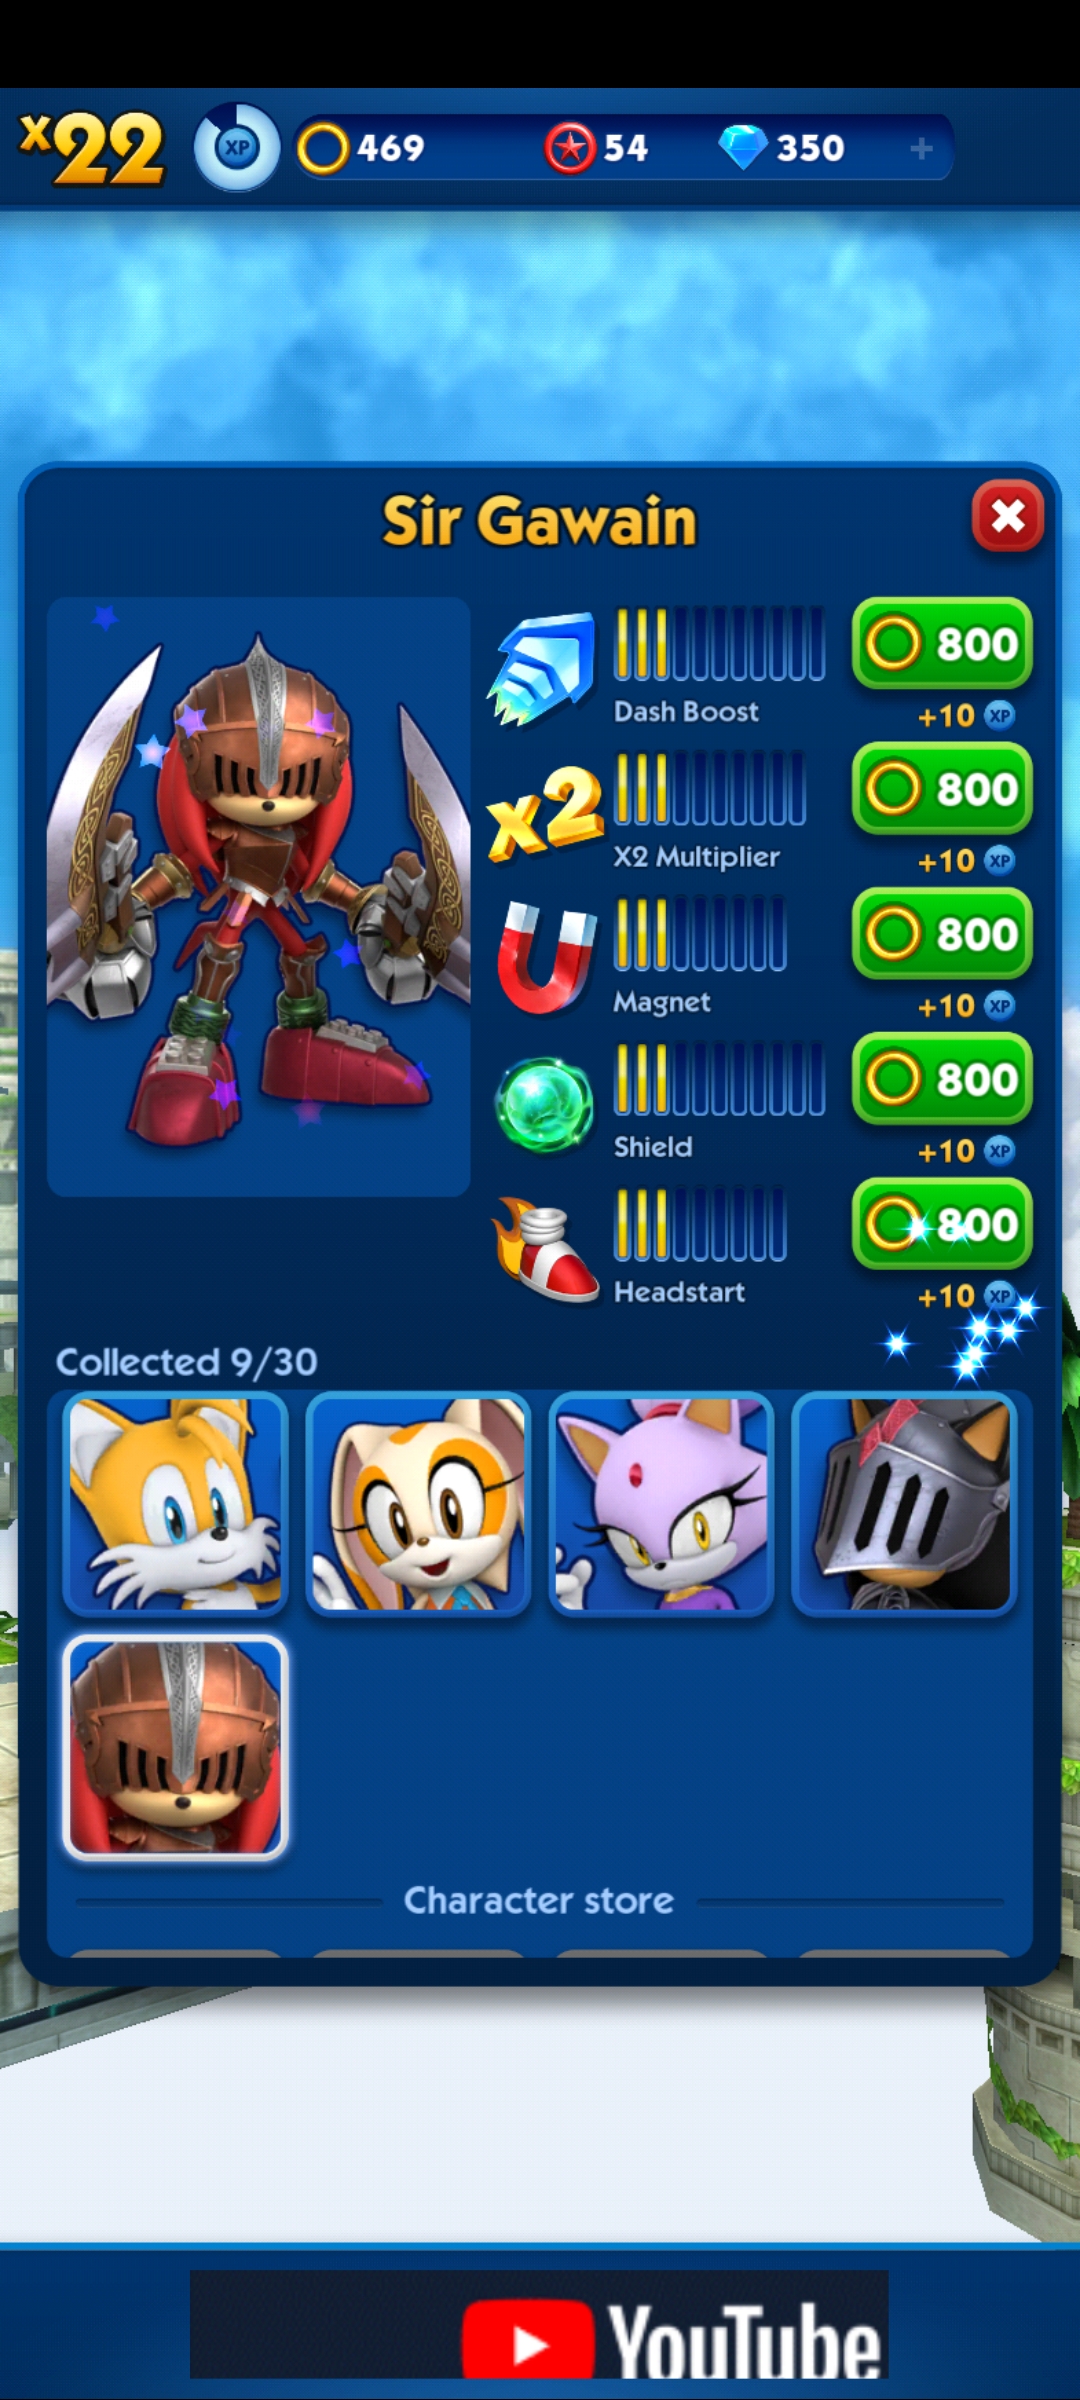 x22 XP 469 54 350 +
Sir Gawain
800
Dash Boost
+10 XP
x2
800
X2 Multiplier
+10 XP
800
Magnet
+10 XP
800
Shield
+10 XP
800
Headstart
+10 XP
Collected 9/30
Character store
YouTube